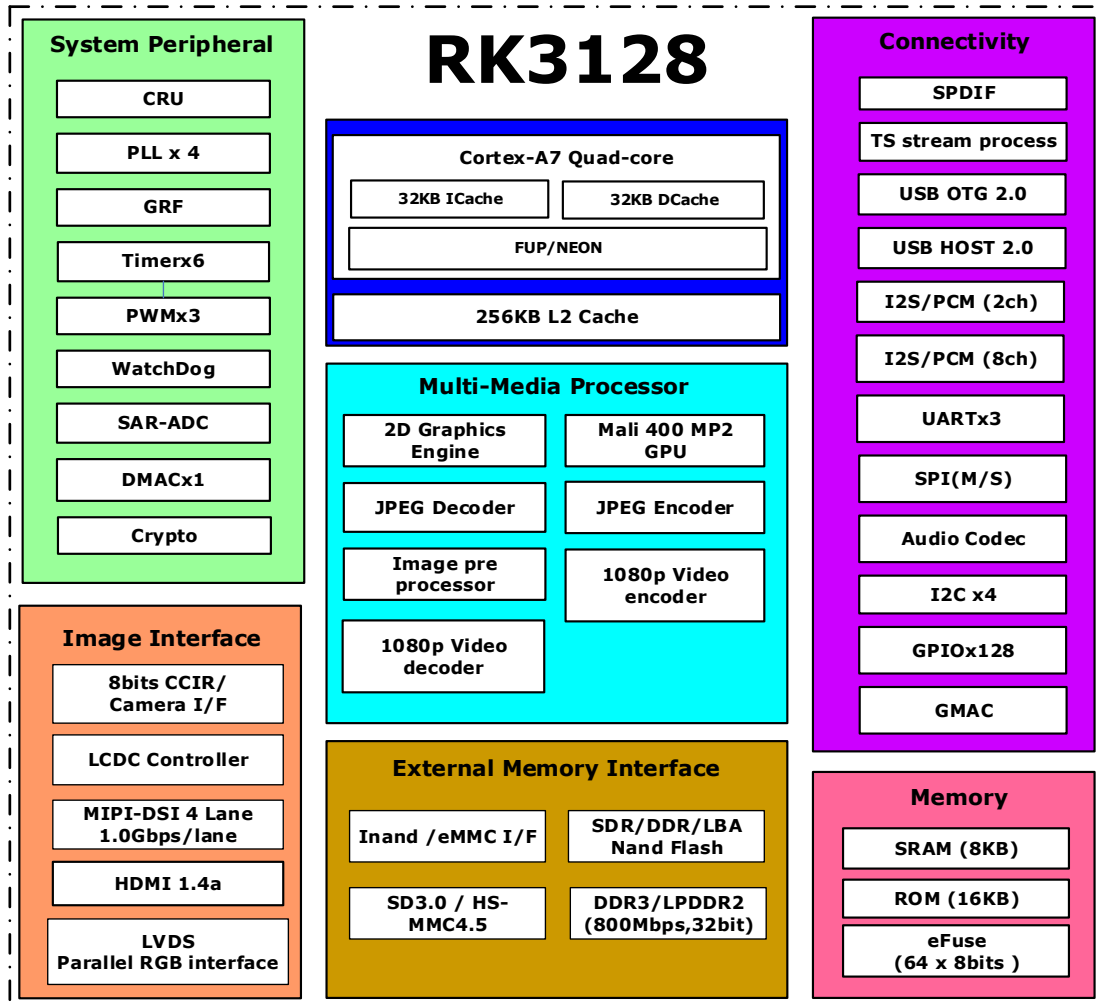 RK3128
System Peripheral
CRU
PLL x 4
GRF
Timerx6
PWMx3
WatchDog
SAR-ADC
DMACx1
Crypto
Image Interface
8bits CCIR/
Camera I/F
LCDC Controller
MIPI-DSI 4 Lane
1.0Gbps/lane
HDMI 1.4a
LVDS
Parallel RGB interface
Cortex-A7 Quad-core
32KB ICache
32KB DCache
FUP/NEON
256KB L2 Cache
Multi-Media Processor
2D Graphics
Engine
Mali 400 MP2
GPU
JPEG Decoder
JPEG Encoder
Image pre
processor
1080p Video
encoder
1080p Video
decoder
External Memory Interface
Inand /eMMC I/F
SDR/DDR/LBA
Nand Flash
SD3.0 / HS-
MMC4.5
DDR3/LPDDR2
(800Mbps,32bit)
Connectivity
SPDIF
TS stream process
USB OTG 2.0
USB HOST 2.0
I2S/PCM (2ch)
I2S/PCM (8ch)
UARTx3
SPI(M/S)
Audio Codec
I2C x4
GPIOx128
GMAC
Memory
SRAM (8KB)
ROM (16KB)
eFuse
(64 x 8bits )